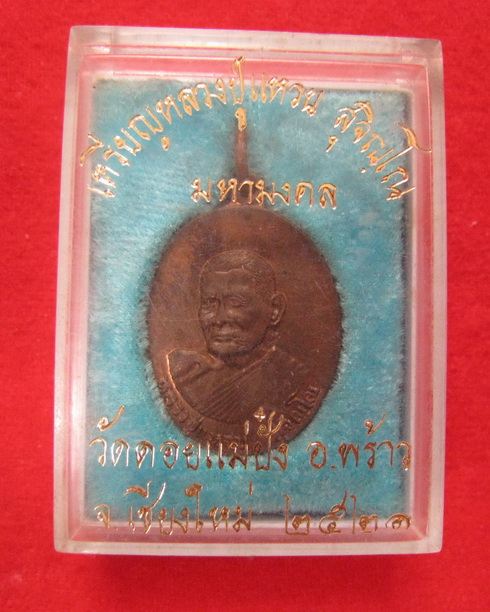 เหรียญหลวงปู่แหวน สุจิณฺโณ
มหามงคล
วัดดอยแม่ปั๋ง อ.พร้าว
จ.เชียงใหม่ ๒๕๒๑